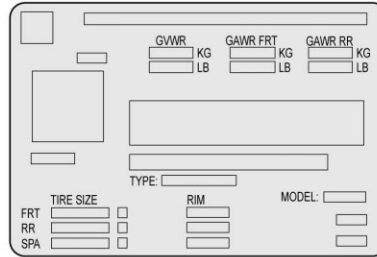 GVWR GAWR FRT GAWR RR
KG KG KG
LB LB LB
TYPE:
MODEL:
TIRE SIZE RIM
FRT
RR
SPA